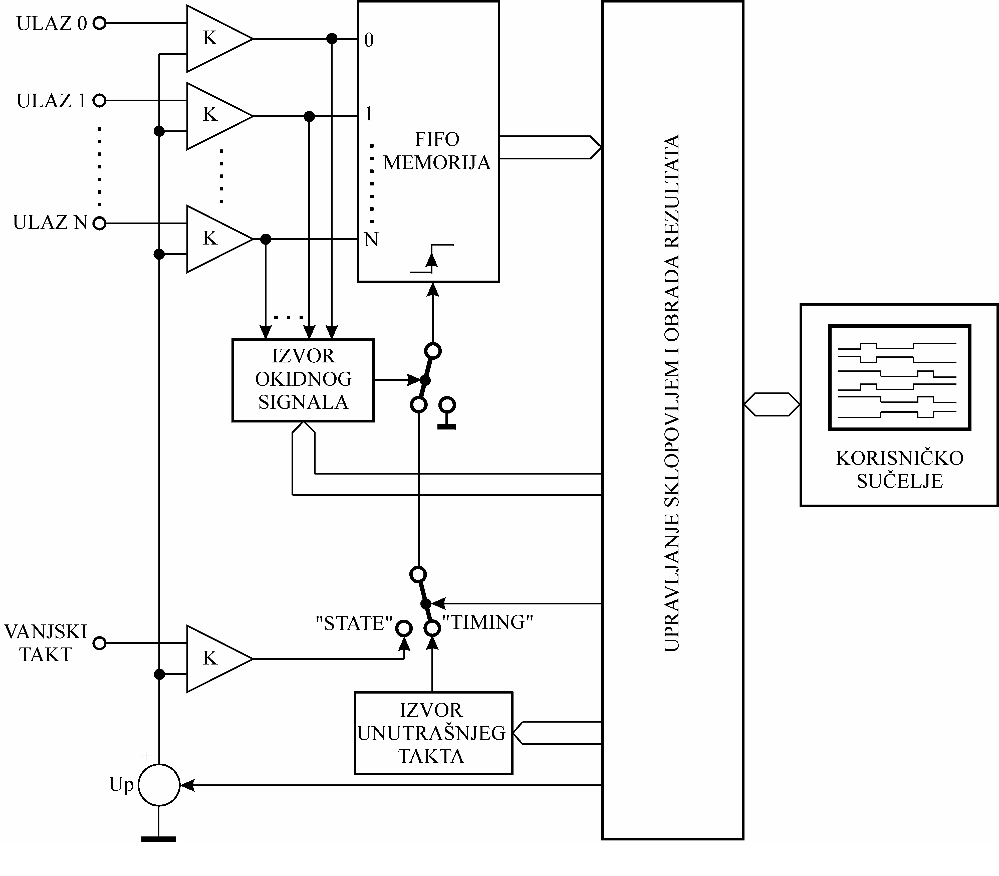 ULAZ 0
K
0
ULAZ 1
K
1
FIFO
MEMORIJA
ULAZ N
K
N
IZVOR
OKIDNOG
SIGNALA
UPRAVLJANJE SKLOPOVLJEM I OBRADA REZULTATA
KORISNIČKO
SUČELJE
"STATE"
"TIMING"
VANJSKI
TAKT
K
IZVOR
UNUTRAŠNJEG
TAKTA
+
Up